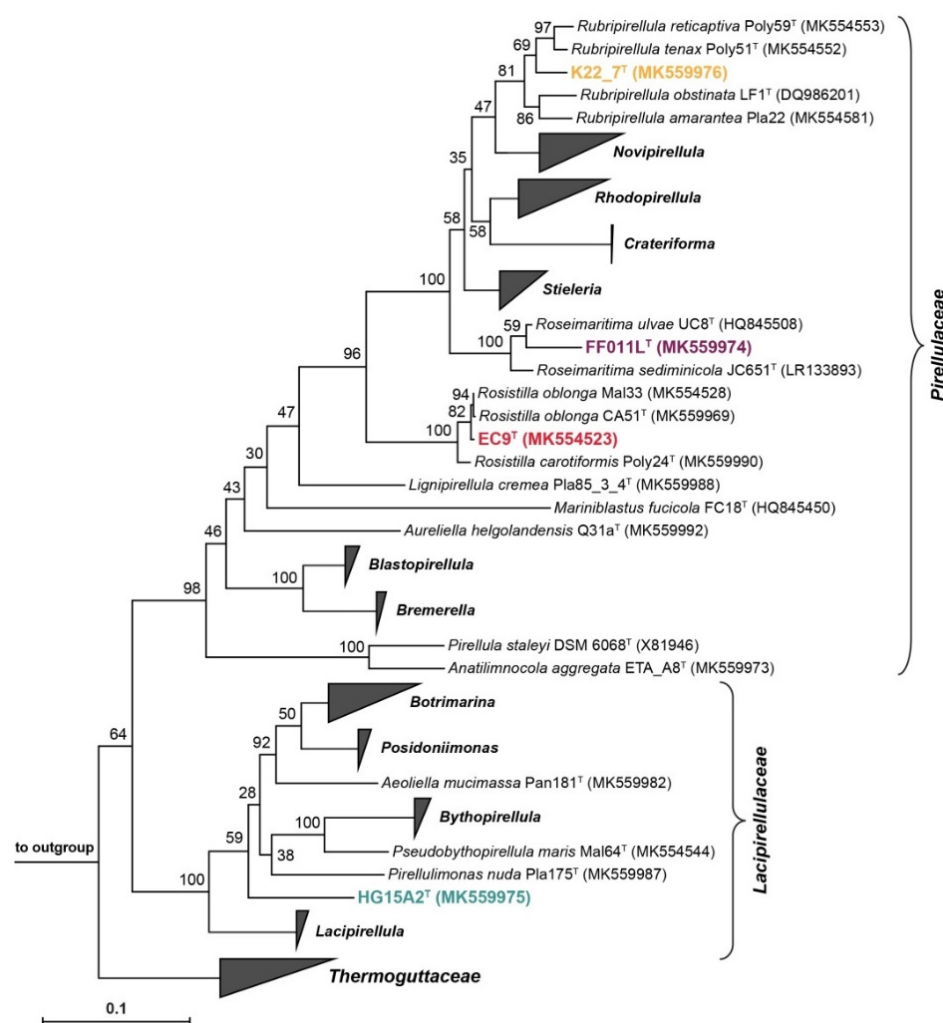 97
Rubripirellula reticaptiva Poly59ᵀ (MK554553)
69
Rubripirellula tenax Poly51ᵀ (MK554552)
81
K22_7ᵀ (MK559976)
Rubripirellula obstinata LF1ᵀ (DQ986201)
47
86
Rubripirellula amarantea Pla22 (MK554581)
35
Novipirellula
Rhodopirellula
58
58
Crateriforma
100
Stieleria
59
Roseimaritima ulvae UC8ᵀ (HQ845508)
100
FF011Lᵀ (MK559974)
Roseimaritima sediminicola JC651ᵀ (LR133893)
96
94
Rosistilla oblonga Mal33 (MK554528)
82
Rosistilla oblonga CA51ᵀ (MK559969)
100
EC9ᵀ (MK554523)
47
Rosistilla carotiformis Poly24ᵀ (MK559990)
30
Lignipirellula cremea Pla85_3_4ᵀ (MK559988)
43
Mariniblastus fucicola FC18ᵀ (HQ845450)
46
Aureliella helgolandensis Q31aᵀ (MK559992)
Blastopirellula
100
98
Bremerella
100
Pirellula staleyi DSM 6068ᵀ (X81946)
Anatilimnocola aggregata ETA_A8ᵀ (MK559973)
Pirellulaceae
64
50
Botrimarina
92
Posidoniimonas
28
Aeoliella mucimassa Pan181ᵀ (MK559982)
100
Bythopirellula
59
38
Pseudobythopirellula maris Mal64ᵀ (MK554544)
to outgroup
Pirellulimonas nuda Pla175ᵀ (MK559987)
100
HG15A2ᵀ (MK559975)
Lacipirellula
Lacipirellulaceae
Thermoguttaceae
0.1